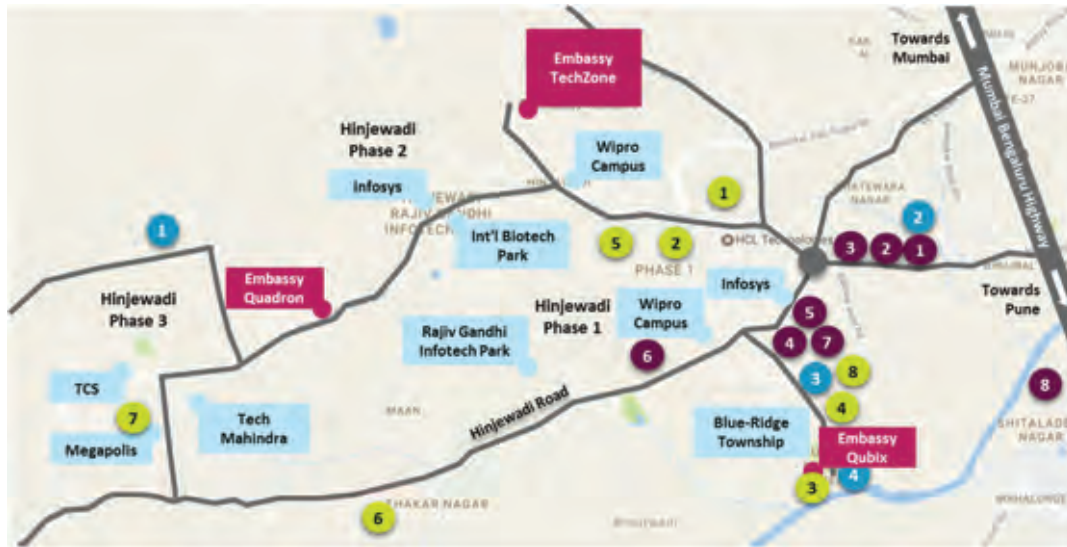 Towards
Mumbai
Mumbai Bengaluru Highway
Embassy
TechZone
NAGAR
Hinjewadi
Phase 2
Wipro
Campus
Infosys
1
NAGAR
2
1
Int'l Biotech
Park
5
2
HCL Technologies
3
2
1
PHASE 1
Embassy
Quadron
Hinjewadi
Phase 3
Infosys
Towards
Pune
Hinjewadi
Phase 1
Wipro
Campus
5
4
7
6
Rajiv Gandhi
Infotech Park
3
8
8
TCS
7
Megapolis
Tech
Mahindra
MAAN
Hinjewadi Road
4
Blue-Ridge
Township
Embassy
Qubix
SHITALADE
NAGAR
4
3
6
THAKAR NAGAR